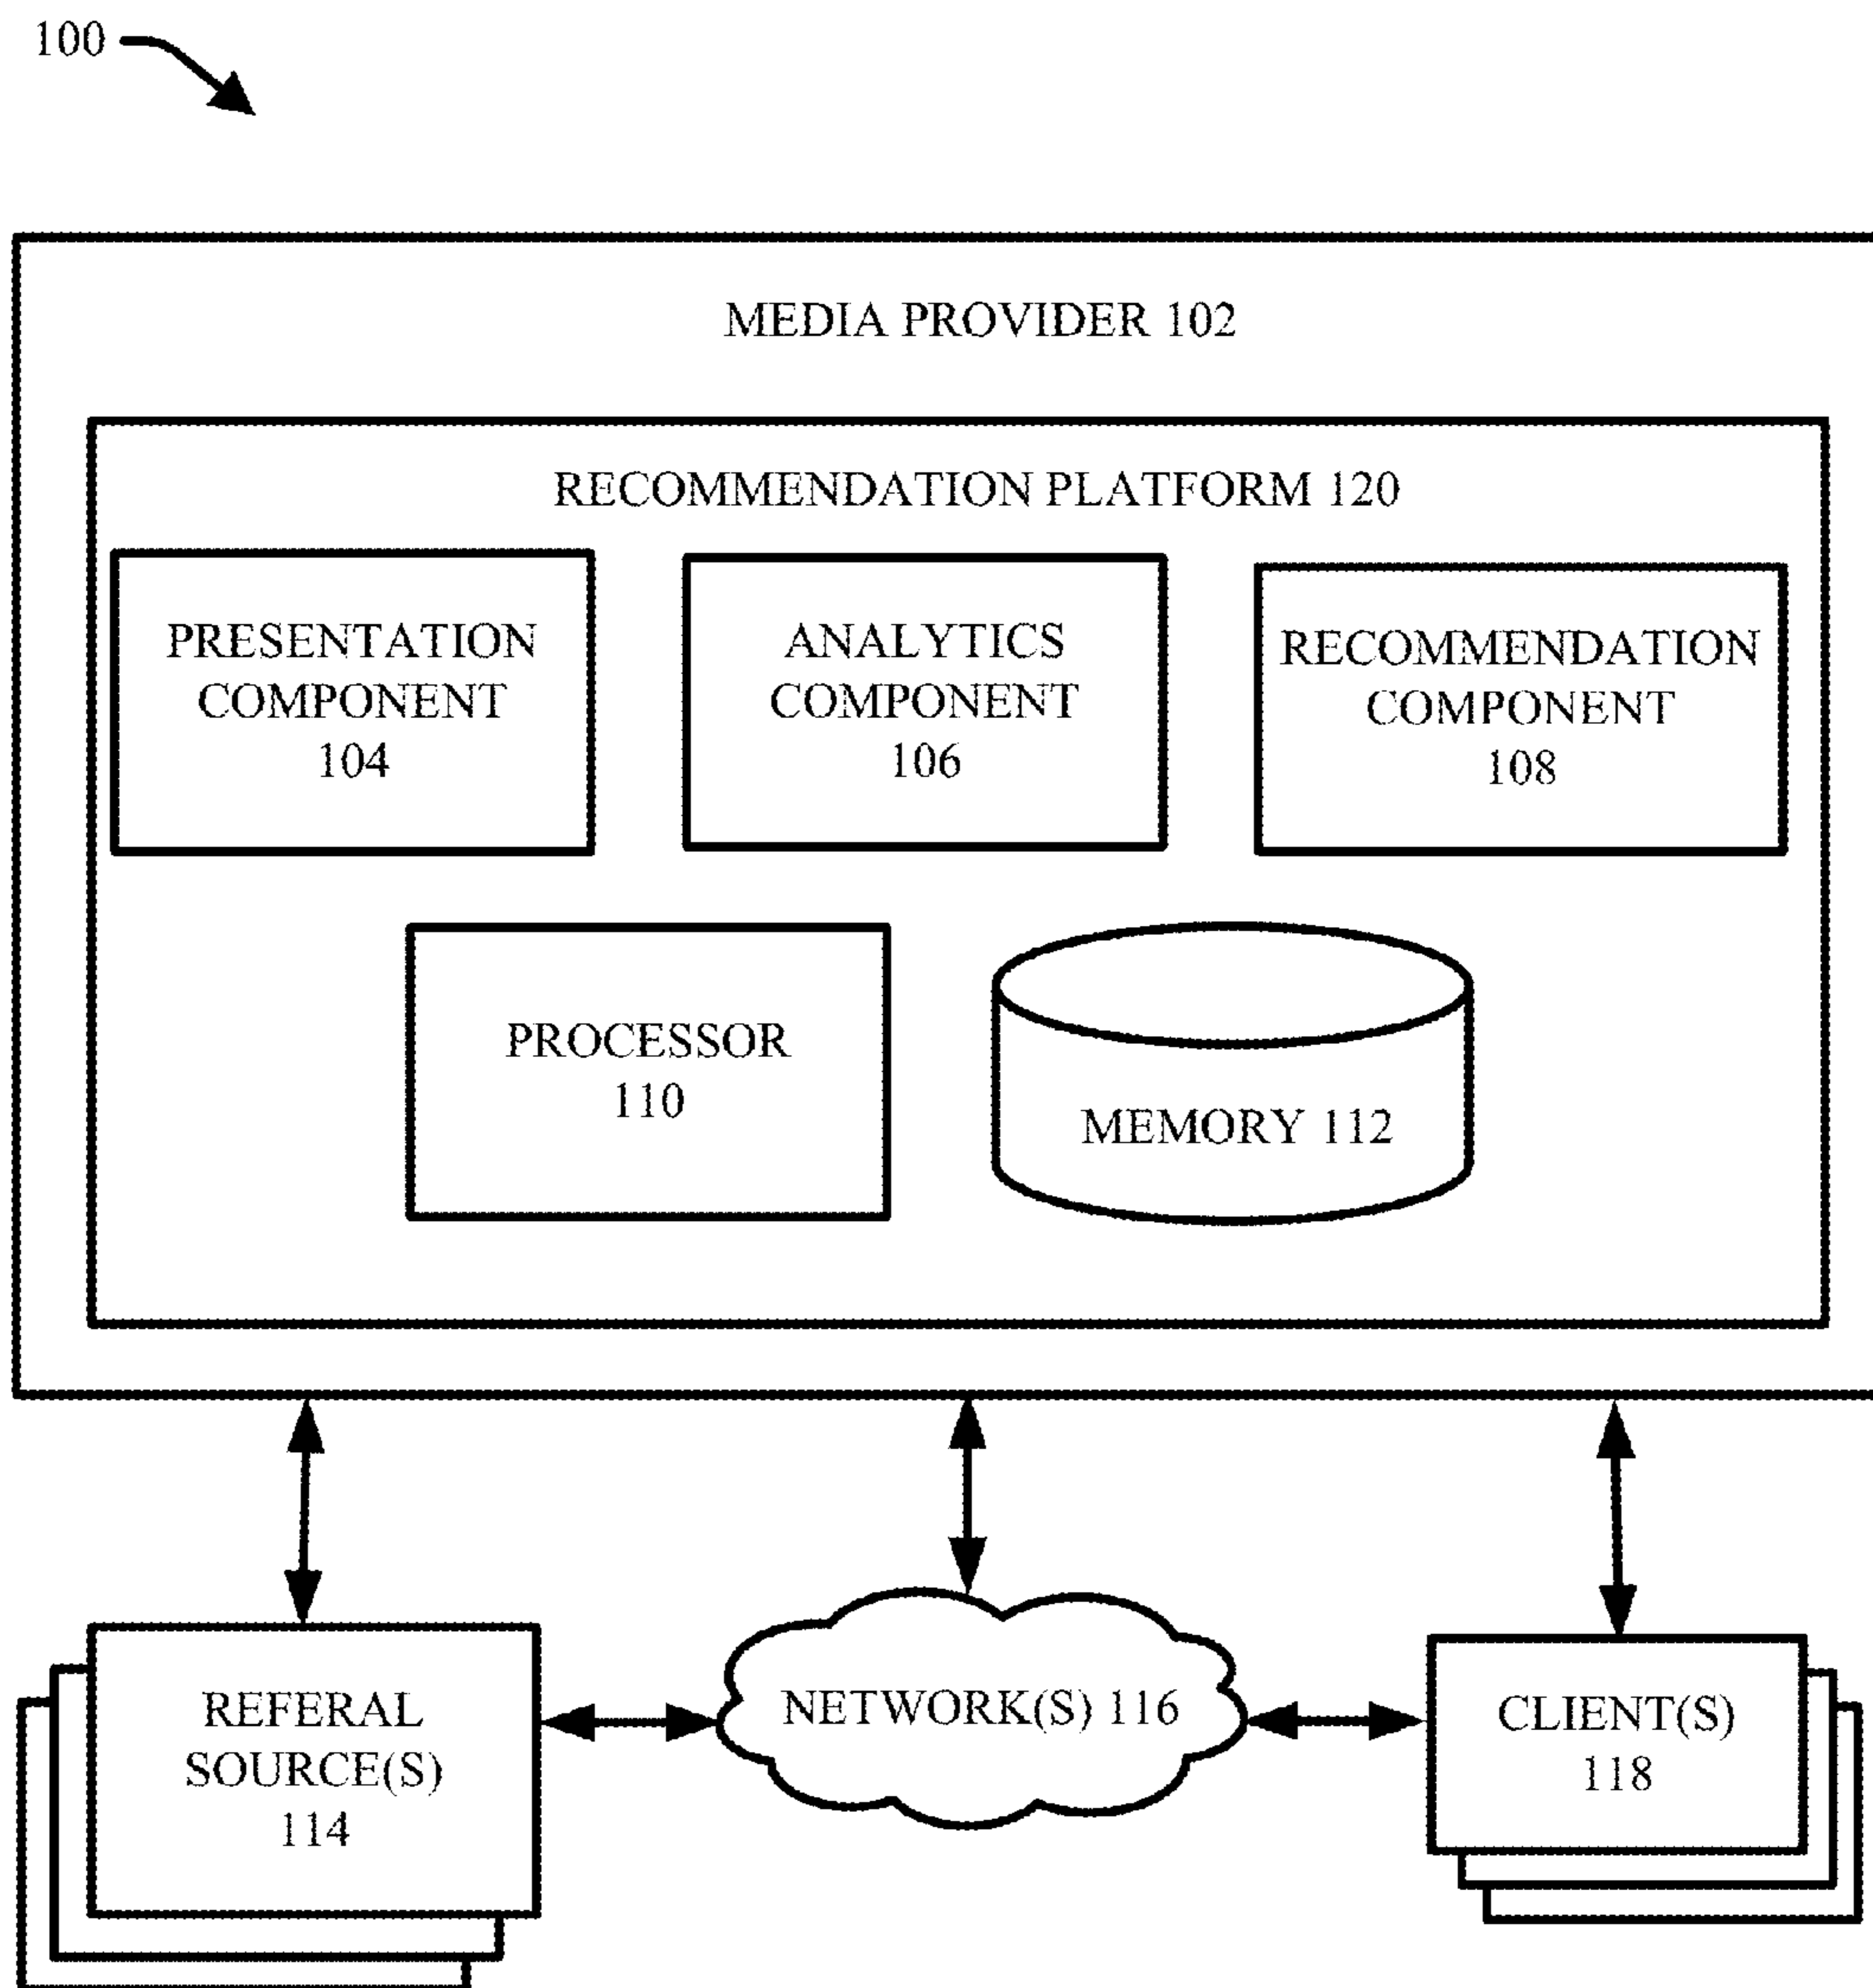 100
MEDIA PROVIDER 102
RECOMMENDATION PLATFORM 120
PRESENTATION
COMPONENT
104
ANALYTICS
COMPONENT
106
RECOMMENDATION
COMPONENT
108
PROCESSOR
110
MEMORY 112
REFERAL
SOURCE(S)
114
NETWORK(S) 116
CLIENT(S)
118